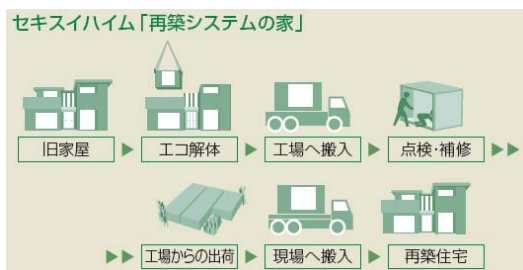 セキスイハイム「再築システムの家」
旧家屋 ▶ エコ解体 ▶ 工場へ搬入 ▶ 点検・補修 ▶▶
▶▶ 工場からの出荷 ▶ 現場へ搬入 ▶ 再築住宅